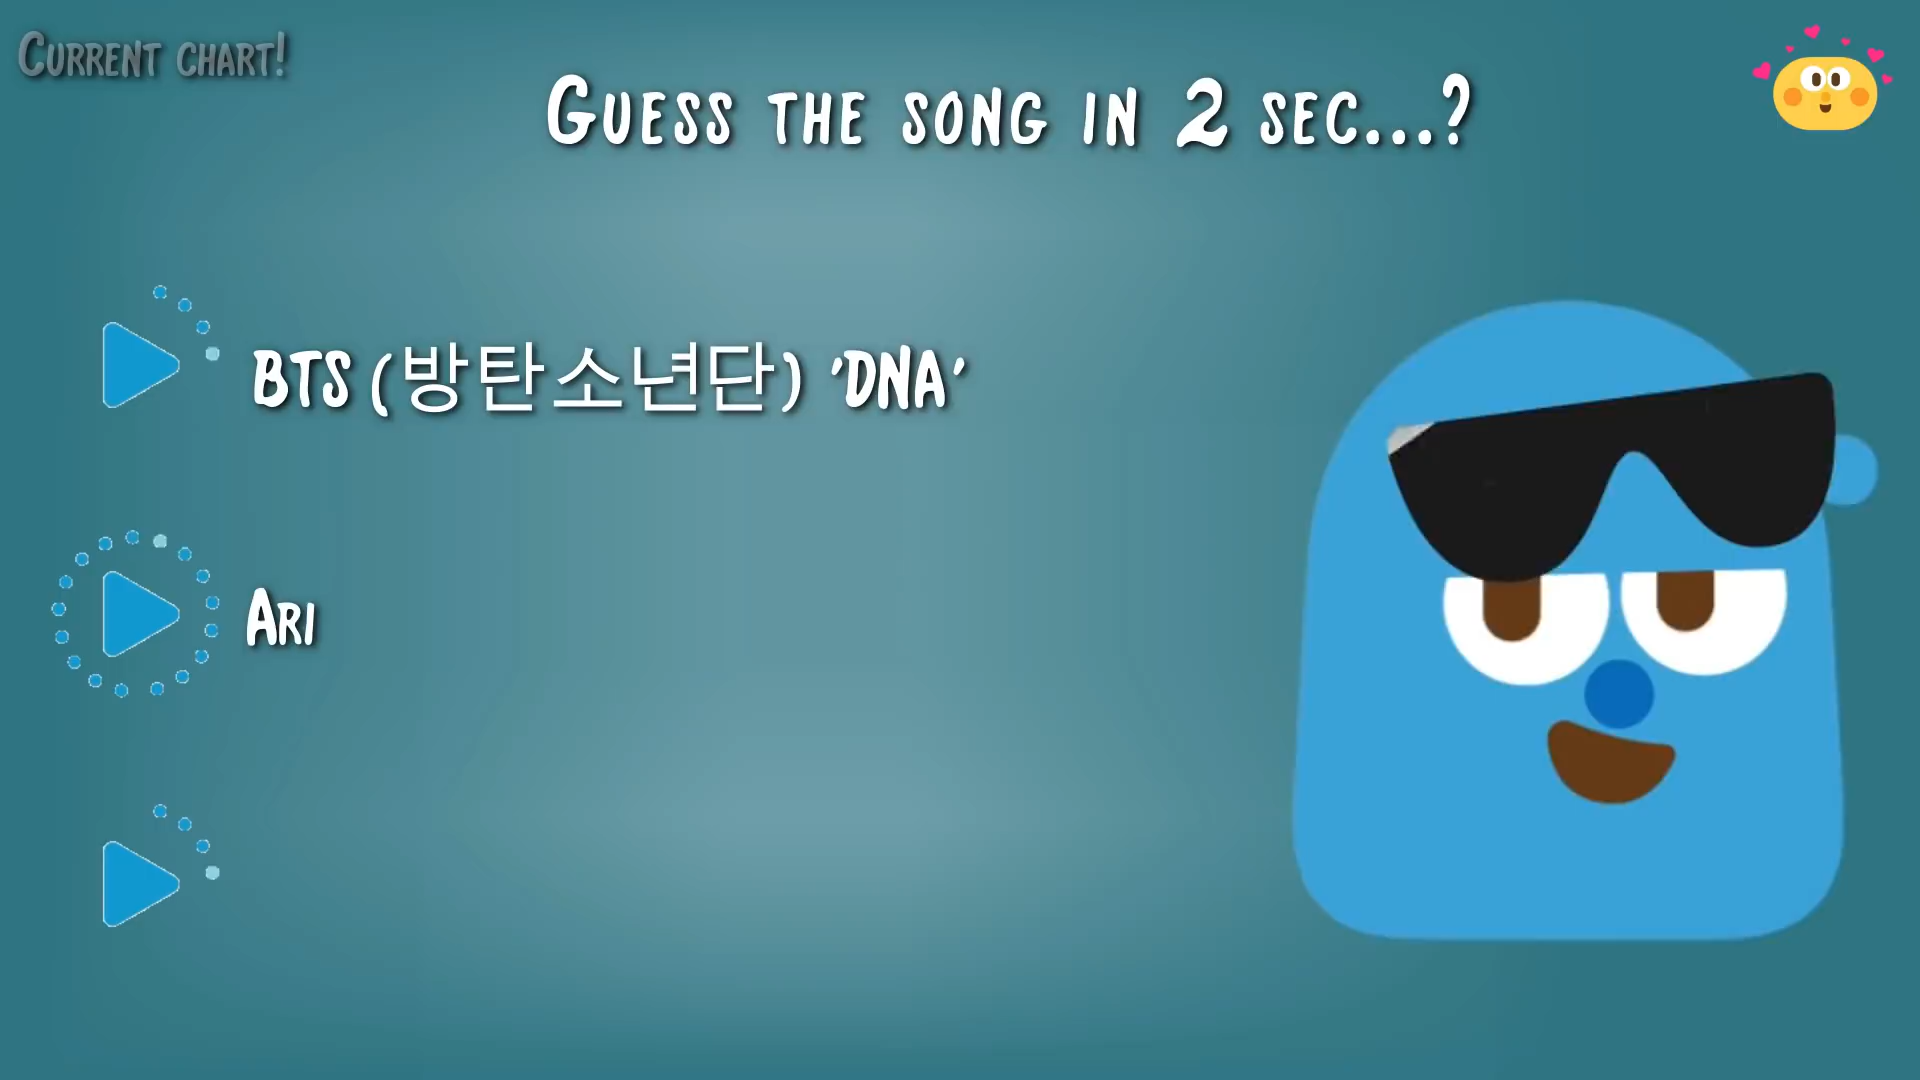 Current chart!
Guess the song in 2 sec...?
BTS (방탄소년단) 'DNA'
Ari